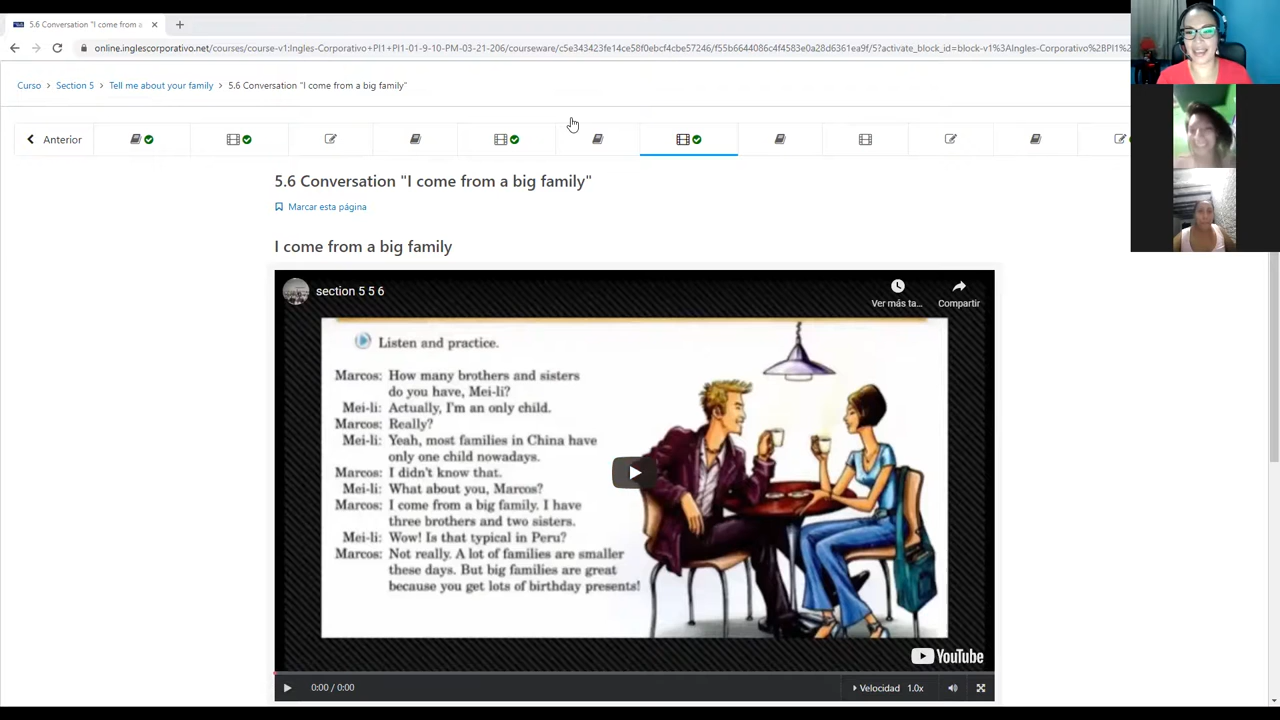 5.6 Conversation "I come from a
online.inglescorporativo.net/courses/course-v1:Ingles-Corporativo+PI1+PI1-01-9-10-PM-03-21-206/courseware/c5e343423fe14ce58f0ebcf4cbe57246/f55b6644086c4f4583e0a28d6361ea9f/5?activate_block_id=block-v1%3AIngles-Corporativo%2BPI1%
Curso > Section 5 > Tell me about your family > 5.6 Conversation "I come from a big family"
Anterior
5.6 Conversation "I come from a big family"
Marcar esta página
I come from a big family
section 5 5 6
Ver más ta...
Compartir
Listen and practice.
Marcos: How many brothers and sisters
do you have, Mei-li?
Mei-li: Actually, I'm an only child.
Marcos: Really?
Mei-li: Yeah, most families in China have
only one child nowadays.
Marcos: I didn't know that.
Mei-li: What about you, Marcos?
Marcos: I come from a big family. I have
three brothers and two sisters.
Mei-li: Wow! Is that typical in Peru?
Marcos: Not really. A lot of families are smaller
these days. But big families are great
because you get lots of birthday presents!
YouTube
0:00 / 0:00
Velocidad 1.0x